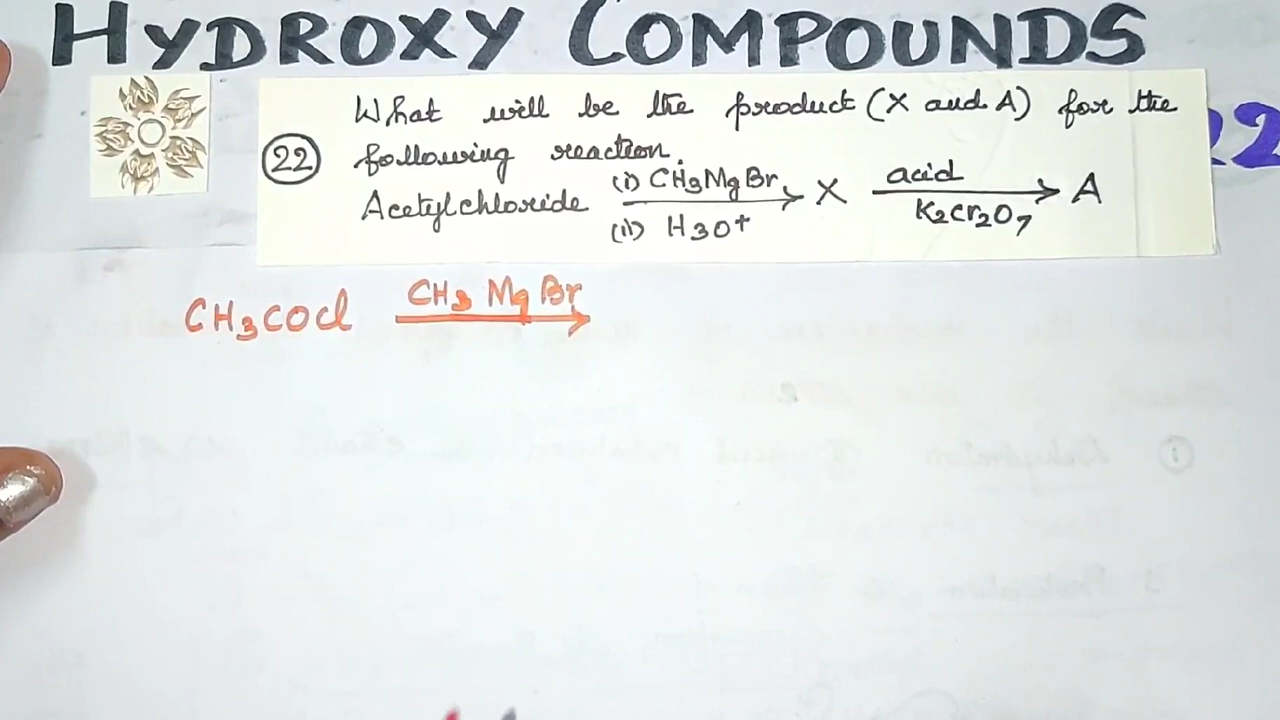 HYDROXY COMPOUNDS
22
What will be the product (X and A) for the
(22) following reaction.
(i) CH3MgBr acid
Acetylchloride X A
(ii) H3O+ K2Cr2O7
CH3COCl CH3MgBr